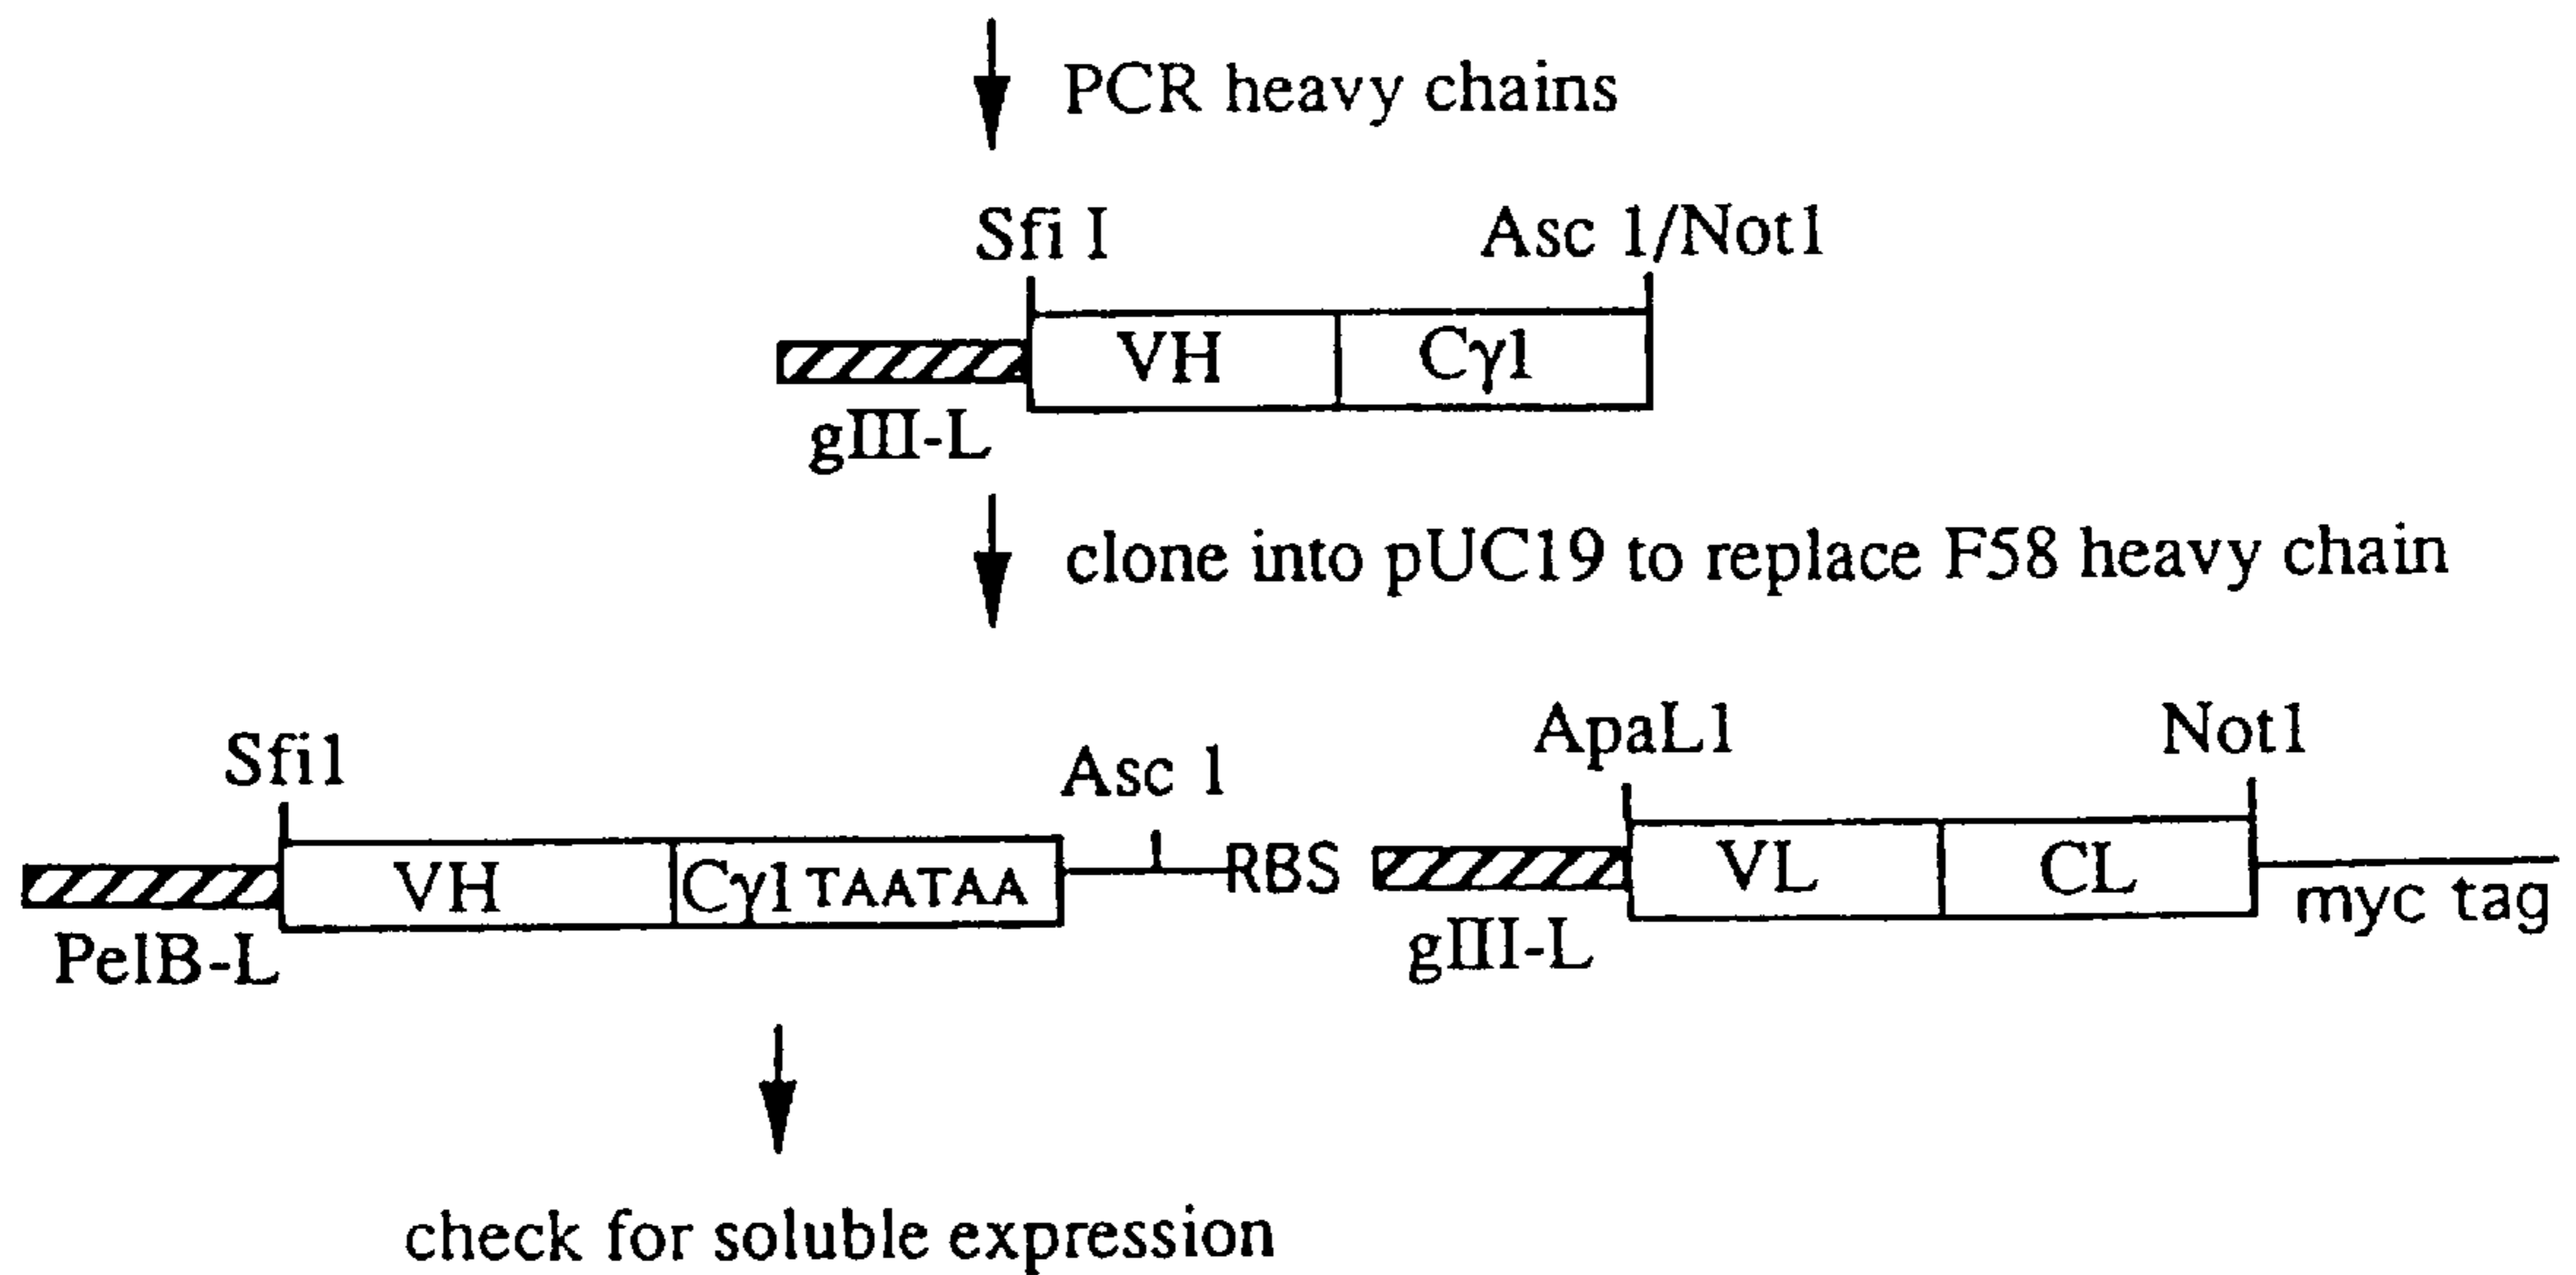 PCR heavy chains
Sfi I Asc 1/Not1
VH Cγ1
gIII-L
clone into pUC19 to replace F58 heavy chain
Sfi1 Asc 1 ApaL1 Not1
VH Cγ1 TAATAA RBS VL CL
PelB-L gIII-L myc tag
check for soluble expression